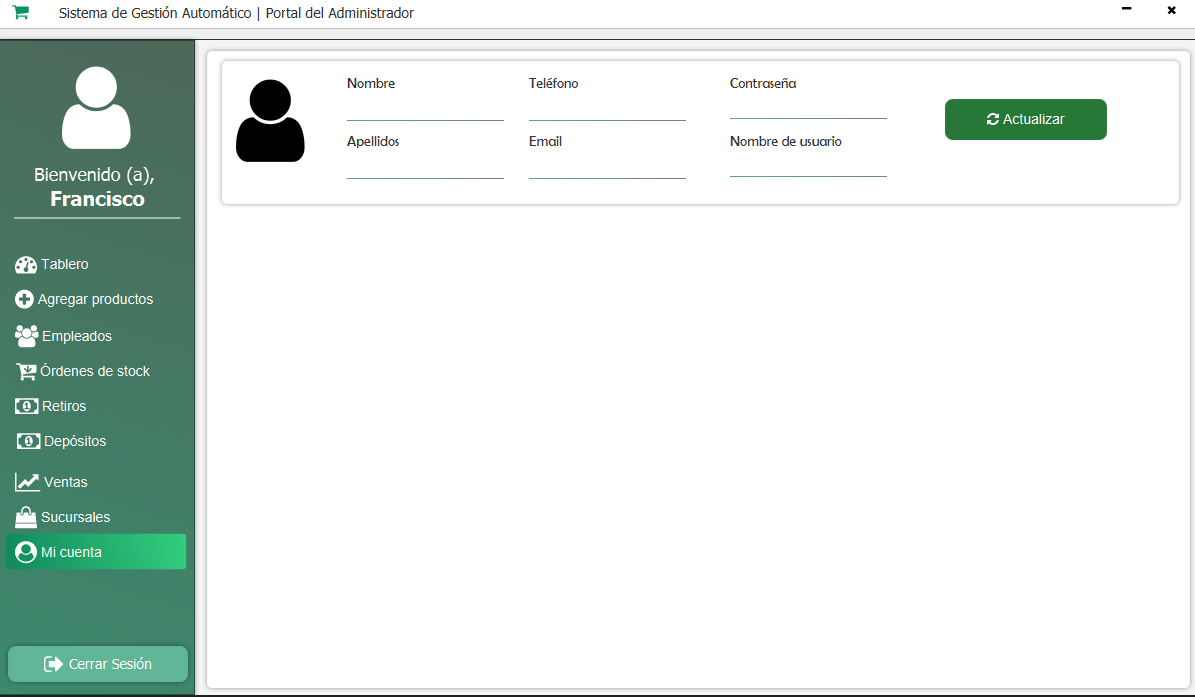 Sistema de Gestión Automático | Portal del Administrador
Bienvenido (a),
Francisco
Tablero
Agregar productos
Empleados
Órdenes de stock
Retiros
Depósitos
Ventas
Sucursales
Mi cuenta
Cerrar Sesión
Nombre
Teléfono
Contraseña
Actualizar
Apellidos
Email
Nombre de usuario